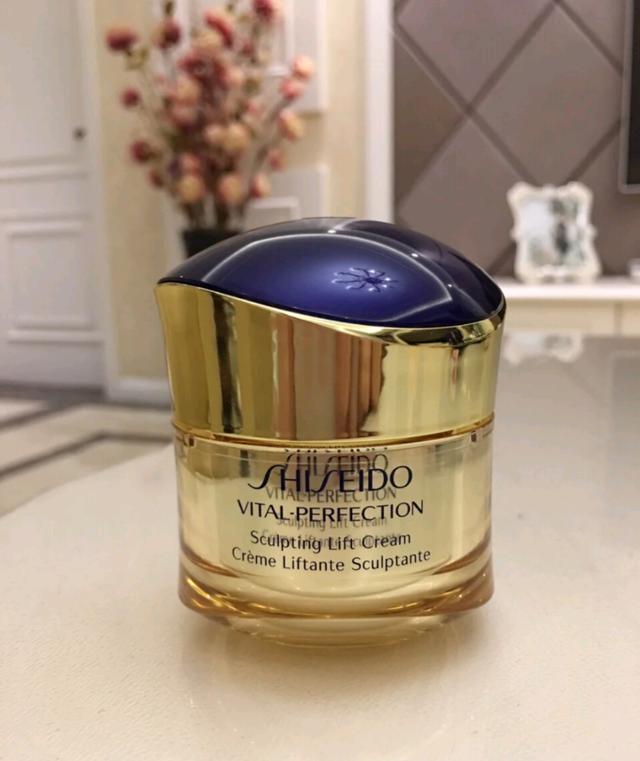 SHISEIDO
VITAL-PERFECTION
Sculpting Lift Cream
Crème Liftante Sculptante